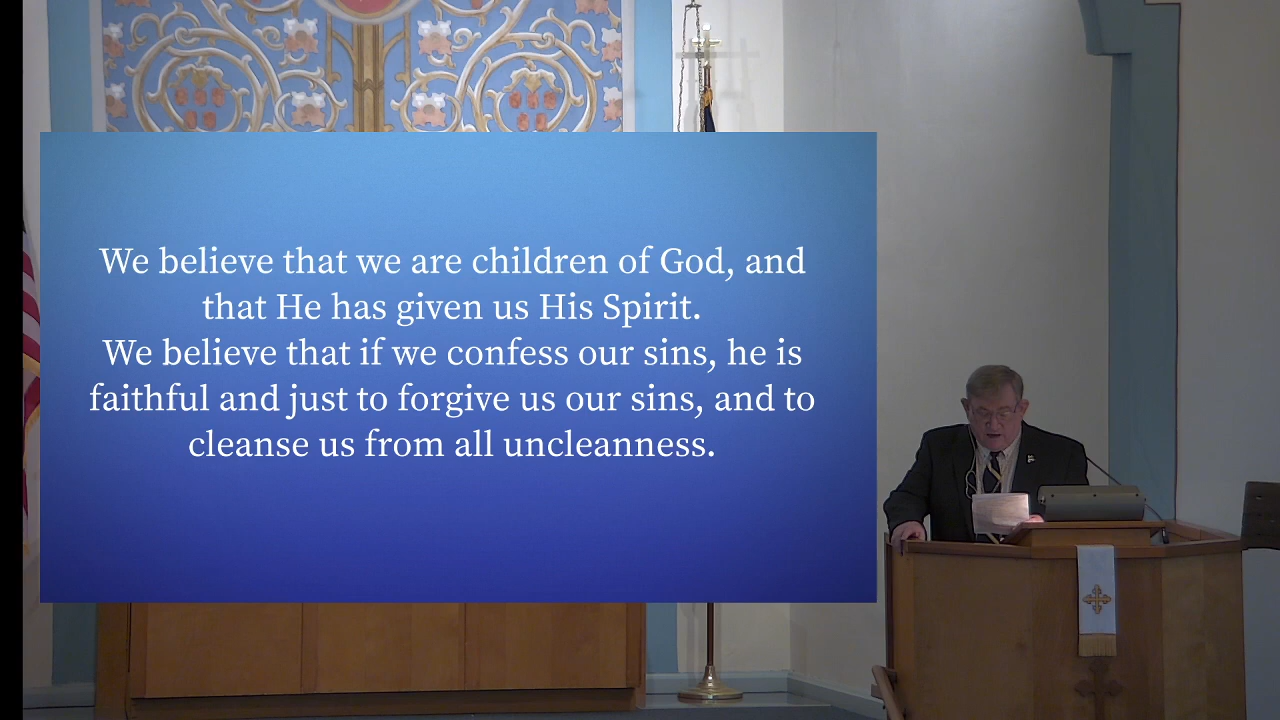 We believe that we are children of God, and
that He has given us His Spirit.
We believe that if we confess our sins, he is
faithful and just to forgive us our sins, and to
cleanse us from all uncleanness.